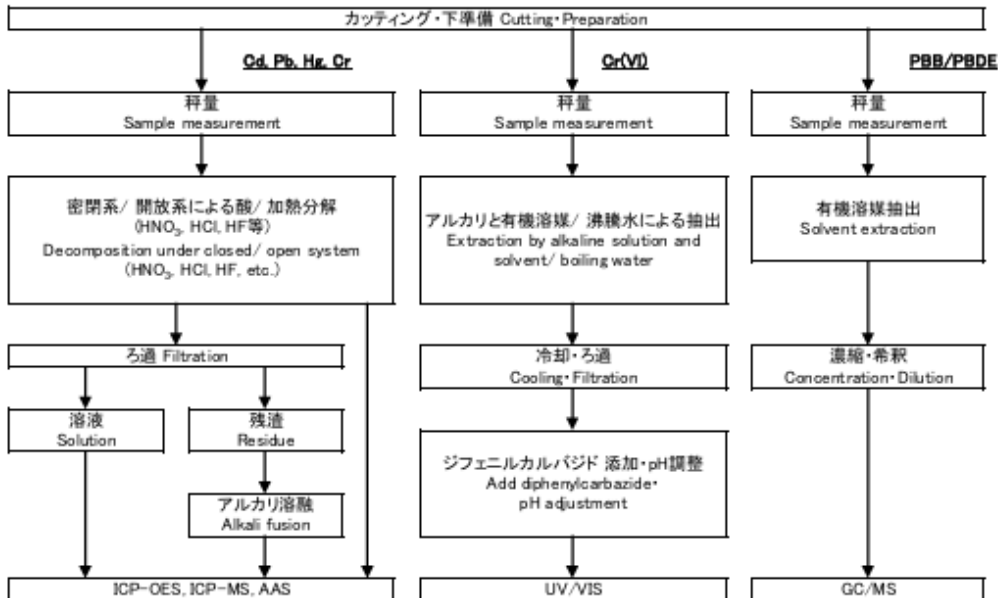 カッティング・下準備 Cutting・Preparation
Cd, Pb, Hg, Cr
Cr(VI)
PBB/PBDE
秤量
Sample measurement
秤量
Sample measurement
秤量
Sample measurement
密閉系/ 開放系による酸/ 加熱分解
(HNO₃, HCl, HF等)
Decomposition under closed/ open system
(HNO₃, HCl, HF, etc.)
アルカリと有機溶媒/ 沸騰水による抽出
Extraction by alkaline solution and
solvent/ boiling water
有機溶媒抽出
Solvent extraction
ろ過 Filtration
冷却・ろ過
Cooling・Filtration
濃縮・希釈
Concentration・Dilution
溶液
Solution
残渣
Residue
ジフェニルカルバジド 添加・pH調整
Add diphenylcarbazide・
pH adjustment
アルカリ溶融
Alkali fusion
ICP-OES, ICP-MS, AAS
UV/VIS
GC/MS